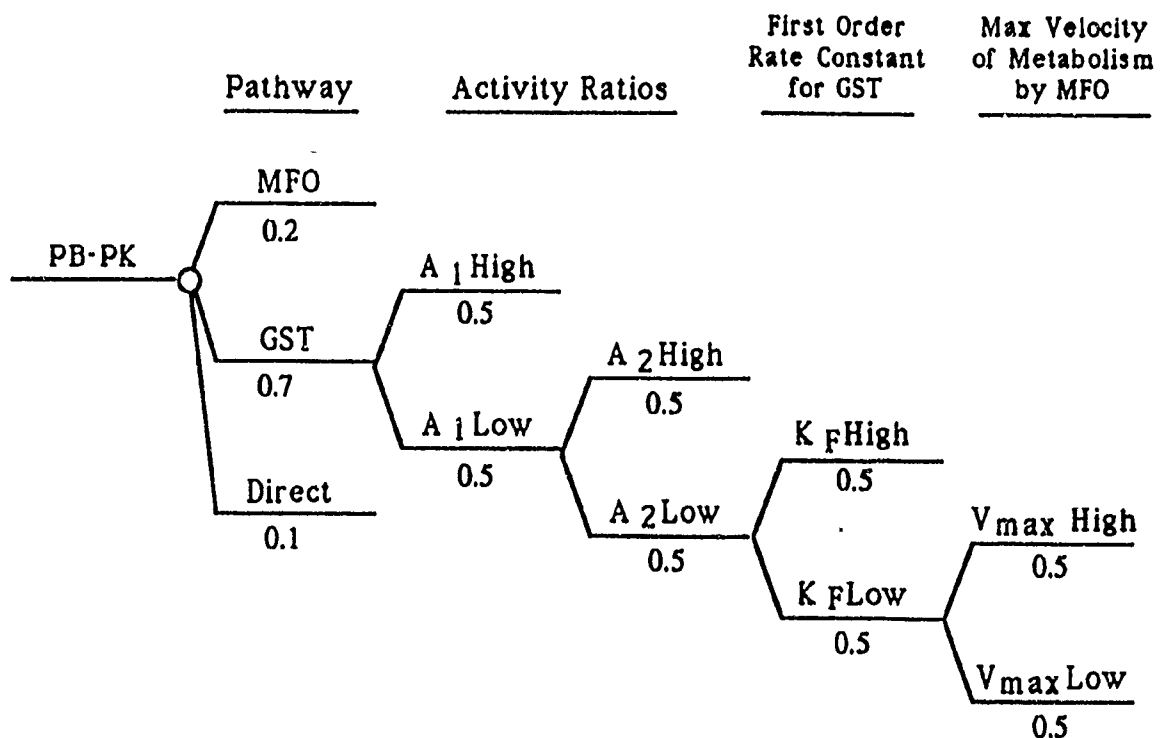 First Order
Rate Constant
for GST
Max Velocity
of Metabolism
by MFO
Pathway
Activity Ratios
MFO
0.2
PB-PK
A 1 High
0.5
GST
0.7
A 2 High
0.5
A 1 Low
0.5
K F High
0.5
Direct
0.1
A 2 Low
0.5
V max High
0.5
K F Low
0.5
V max Low
0.5